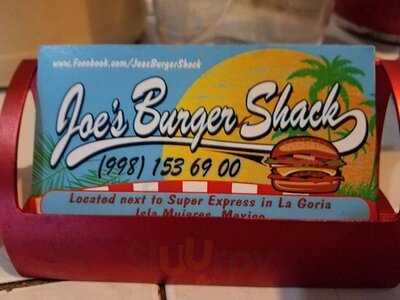 www.Facebook.com/JoesBurgerShack
Joe's Burger Shack
(998) 153 69 00
Located next to Super Express in La Goria
Isla Mujeres, Mexico